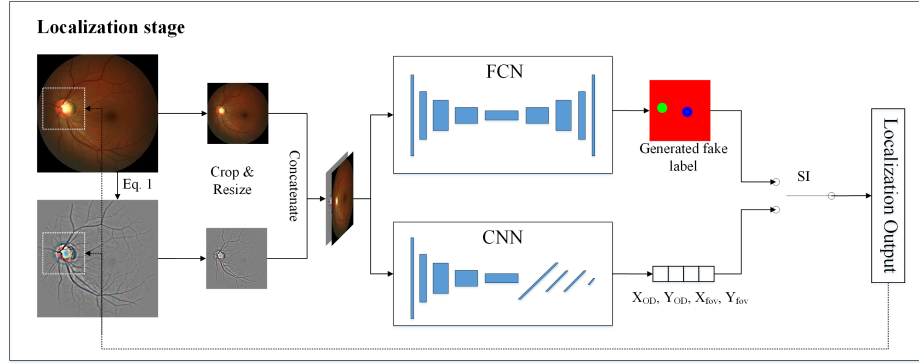 Localization stage
FCN
Generated fake
label
Eq. 1
Crop &
Resize
Concatenate
SI
Localization Output
CNN
X_OD, Y_OD, X_fov, Y_fov